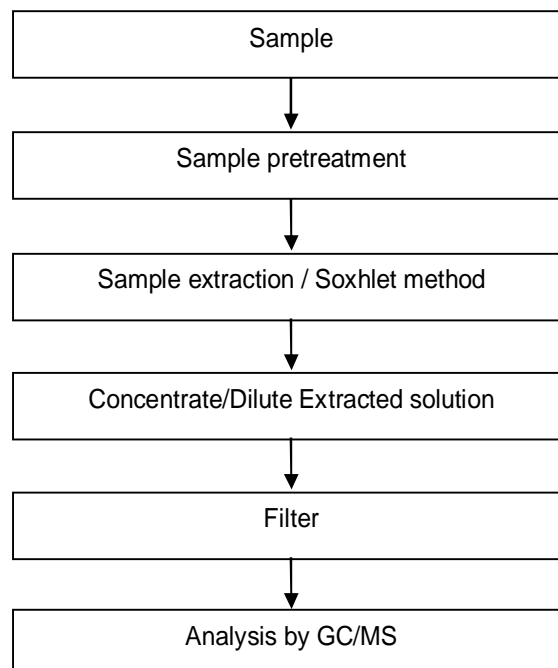 Sample
Sample pretreatment
Sample extraction / Soxhlet method
Concentrate/Dilute Extracted solution
Filter
Analysis by GC/MS